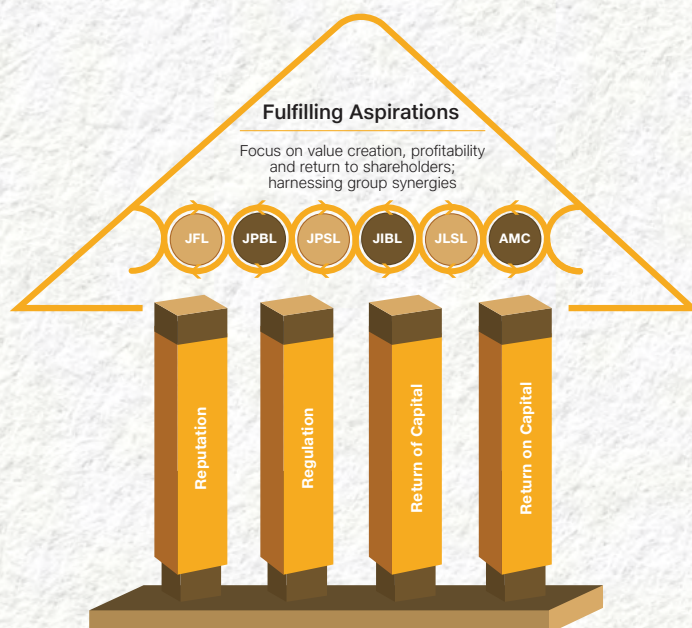 Fulfilling Aspirations
Focus on value creation, profitability
and return to shareholders;
harnessing group synergies
JFL JPBL JPSL JIBL JLSL AMC
Reputation
Regulation
Return of Capital
Return on Capital